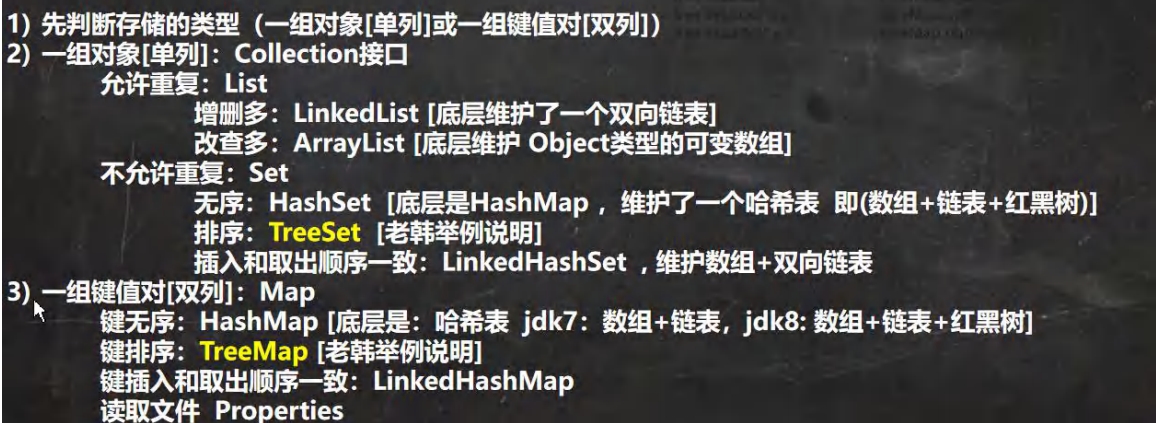 1) 先判断存储的类型（一组对象[单列]或一组键值对[双列]）
2) 一组对象[单列]：Collection接口
允许重复：List
增删多：LinkedList [底层维护了一个双向链表]
改查多：ArrayList [底层维护 Object类型的可变数组]
不允许重复：Set
无序：HashSet [底层是HashMap ，维护了一个哈希表 即(数组+链表+红黑树)]
排序：TreeSet [老韩举例说明]
插入和取出顺序一致：LinkedHashSet , 维护数组+双向链表
3) 一组键值对[双列]：Map
键无序：HashMap [底层是：哈希表 jdk7：数组+链表，jdk8: 数组+链表+红黑树]
键排序：TreeMap [老韩举例说明]
键插入和取出顺序一致：LinkedHashMap
读取文件 Properties